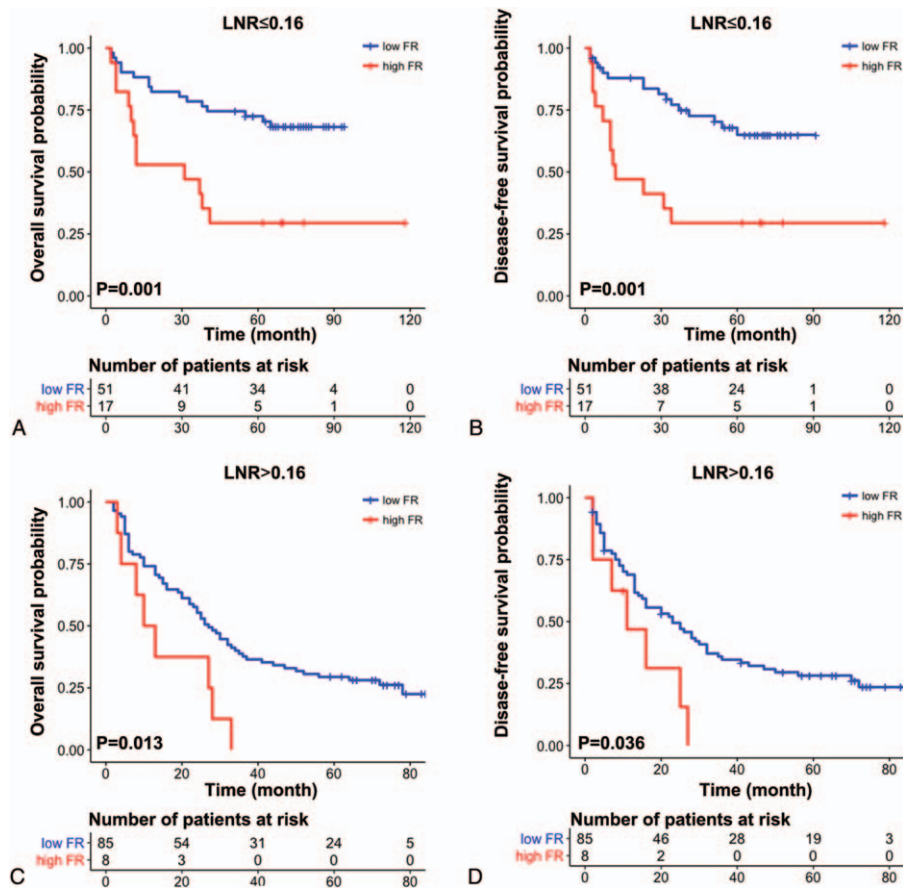 LNR≤0.16
low FR
high FR
Overall survival probability
1.00
0.75
0.50
0.25
0.00
P=0.001
0 30 60 90 120
Time (month)
Number of patients at risk
low FR 51 41 34 4 0
high FR 17 9 5 1 0
0 30 60 90 120
A
LNR≤0.16
low FR
high FR
Disease-free survival probability
1.00
0.75
0.50
0.25
0.00
P=0.001
0 30 60 90 120
Time (month)
Number of patients at risk
low FR 51 38 24 1 0
high FR 17 7 5 1 0
0 30 60 90 120
B
LNR>0.16
low FR
high FR
Overall survival probability
1.00
0.75
0.50
0.25
0.00
P=0.013
0 20 40 60 80
Time (month)
Number of patients at risk
low FR 85 54 31 24 5
high FR 8 3 0 0 0
0 20 40 60 80
C
LNR>0.16
low FR
high FR
Disase-free survival probability
1.00
0.75
0.50
0.25
0.00
P=0.036
0 20 40 60 80
Time (month)
Number of patients at risk
low FR 85 46 28 19 3
high FR 8 2 0 0 0
0 20 40 60 80
D